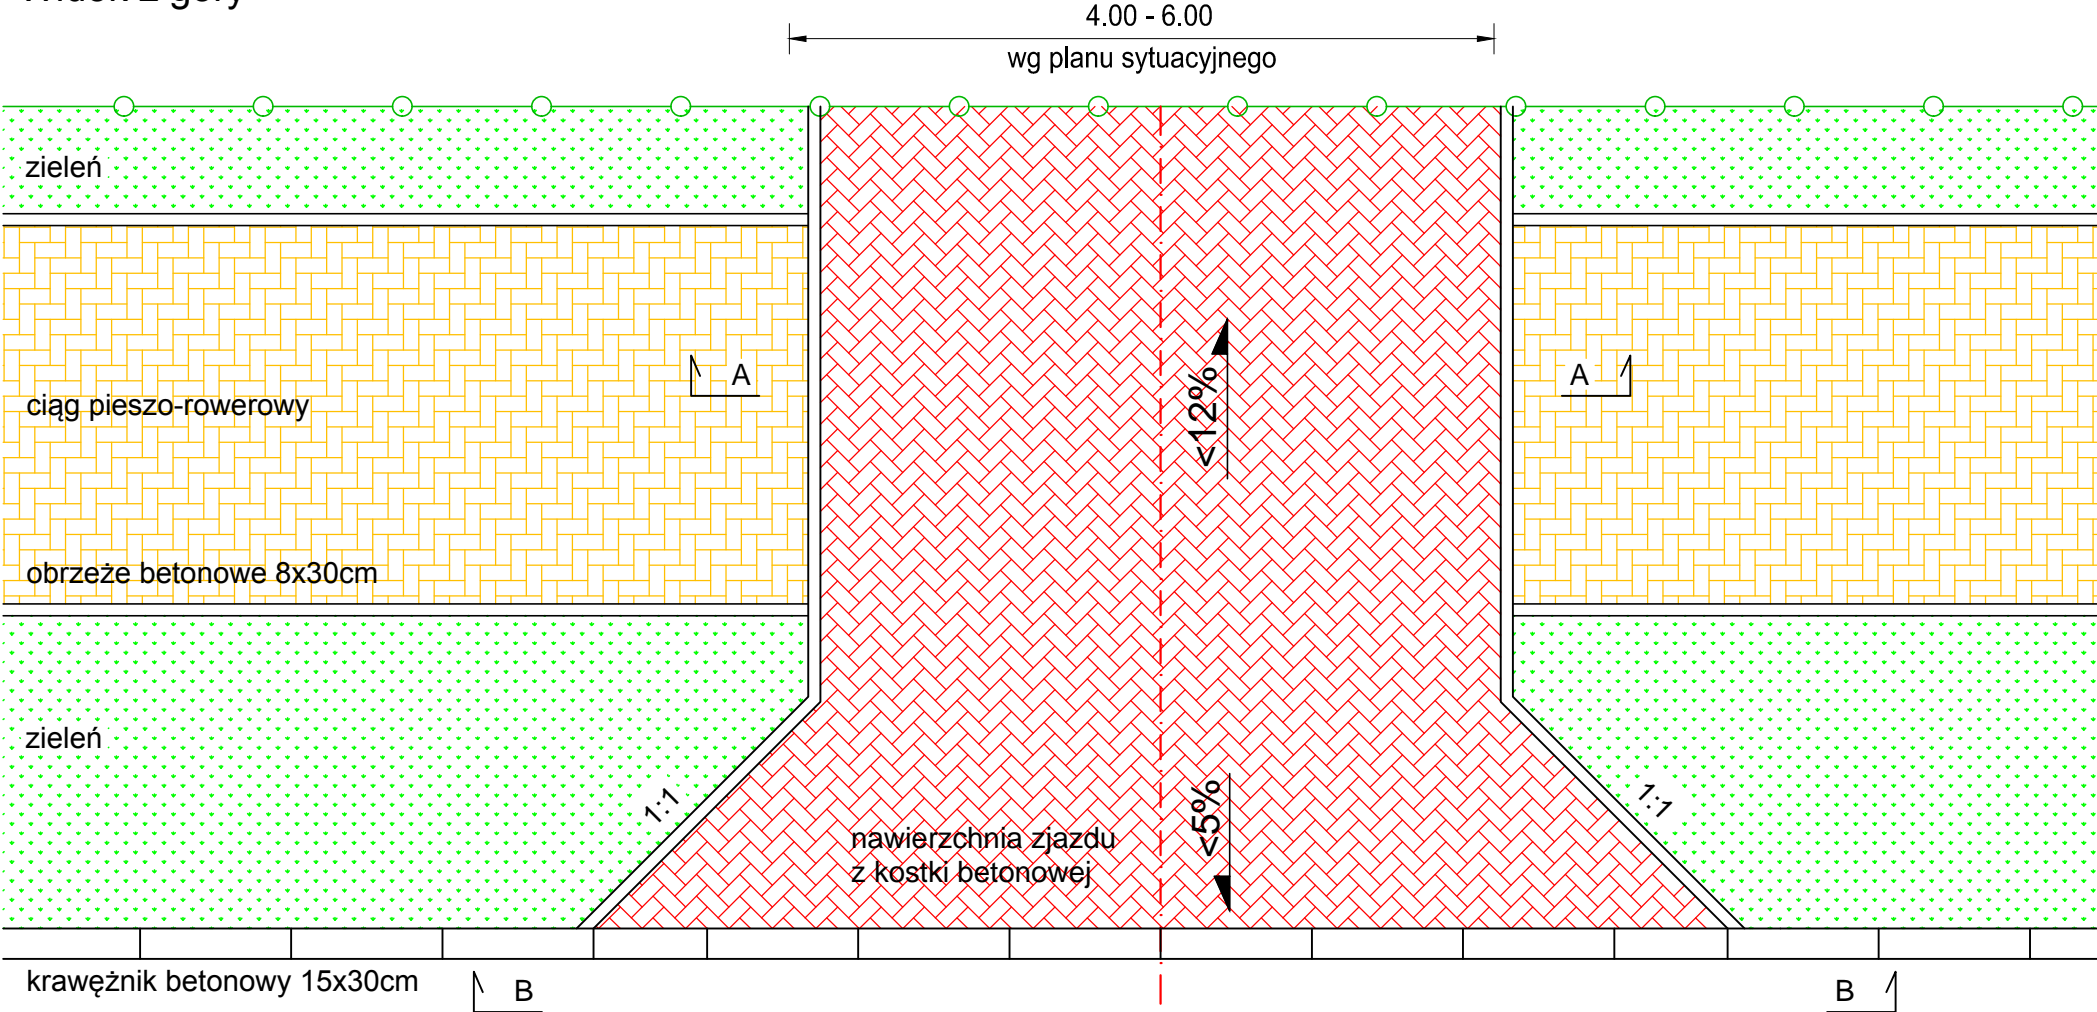 4.00 - 6.00
wg planu sytuacyjnego
zieleń
A
A
ciąg pieszo-rowerowy
<12%
obrzeże betonowe 8x30cm
zieleń
1:1
<5%
1:1
nawierzchnia zjazdu
z kostki betonowej
krawężnik betonowy 15x30cm
B
B